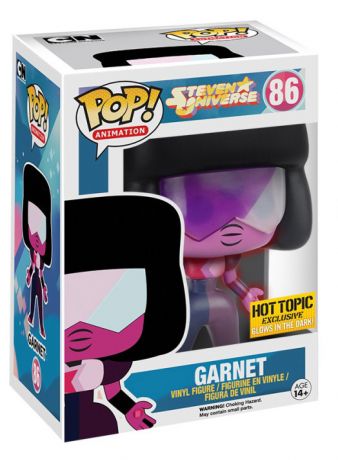 CN
POP!
ANIMATION
STEVEN UNIVERSE
86
HOT TOPIC
EXCLUSIVE
GLOWS IN THE DARK!
GARNET
VINYL FIGURE / FIGURINE EN VINYLE /
FIGURA DE VINIL
WARNING! Choking Hazard.
May contain small parts.
AGE
14+
POP!
86